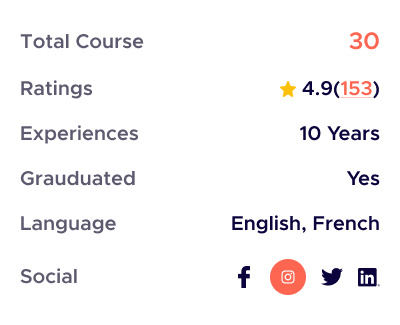 Total Course 30
Ratings 4.9(153)
Experiences 10 Years
Grauduated Yes
Language English, French
Social